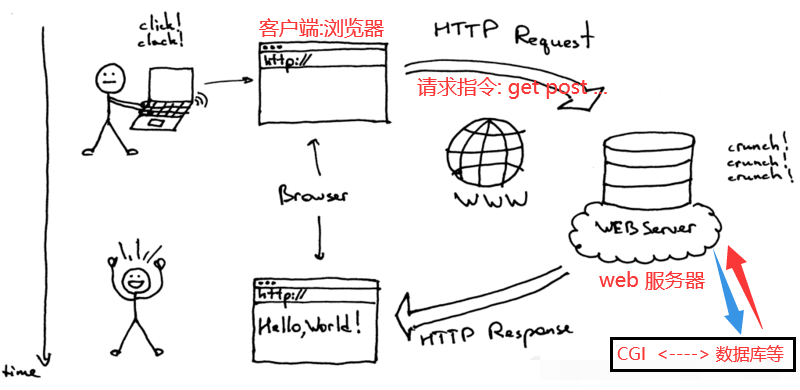 click!
clack!
客户端:浏览器
http://
HTTP Request
请求指令: get post ...
WWW
crunch!
crunch!
crunch!
Browser
WEB Server
web 服务器
http://
Hello, World!
HTTP Response
CGI <----> 数据库等
time